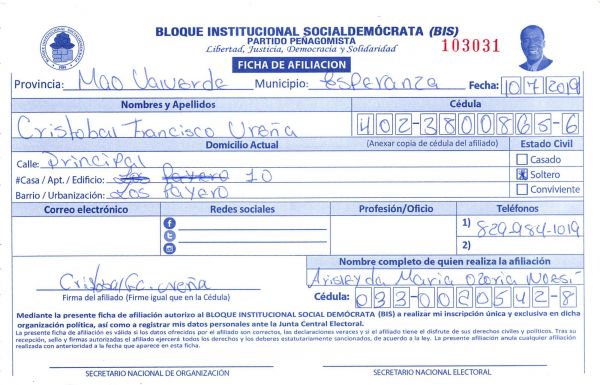 BLOQUE INSTITUCIONAL SOCIALDEMÓCRATA (BIS)
PARTIDO PEÑAGOMISTA
Libertad, Justicia, Democracia y Solidaridad
103031
FICHA DE AFILIACION
Provincia: Mao Valverde Municipio: Esperanza Fecha: 10/7/2019
Nombres y Apellidos Cédula
Cristobal Francisco Ureña 402-3800865-6
Domicilio Actual (Anexar copia de cédula del afiliado) Estado Civil
Calle: Principal Casado
#Casa / Apt. / Edificio: Los Payero 10 Soltero
Barrio / Urbanización: Los Payero Conviviente
Correo electrónico Redes sociales Profesión/Oficio Teléfonos
1) 829-984-1019
2)
Nombre completo de quien realiza la afiliación
Cristobal Fc. ureña Arisleyda Maria Ozoria
Firma del afiliado (Firme igual que en la Cédula) Cédula: 033-0020542-8
Mediante la presente ficha de afiliación autorizo al BLOQUE INSTITUCIONAL SOCIAL DEMÓCRATA (BIS) a realizar mi inscripción única y exclusiva en dicha
organización política, así como a registrar mis datos personales ante la Junta Central Electoral.
La presente ficha de afiliación es válida si los datos ofrecidos por el afiliado son correctos, las declaraciones veraces y si el afiliado tiene el disfrute de sus derechos civiles y políticos. Tras su
recepción, sello y firmas autorizadas el afiliado ejercerá todos los derechos y los deberes estatutariamente sancionados, de acuerdo a la ley. La presente afiliación anula cualquier afiliación
realizada con anterioridad a la fecha que aparece en esta ficha.
SECRETARIO NACIONAL DE ORGANIZACIÓN SECRETARIO NACIONAL ELECTORAL